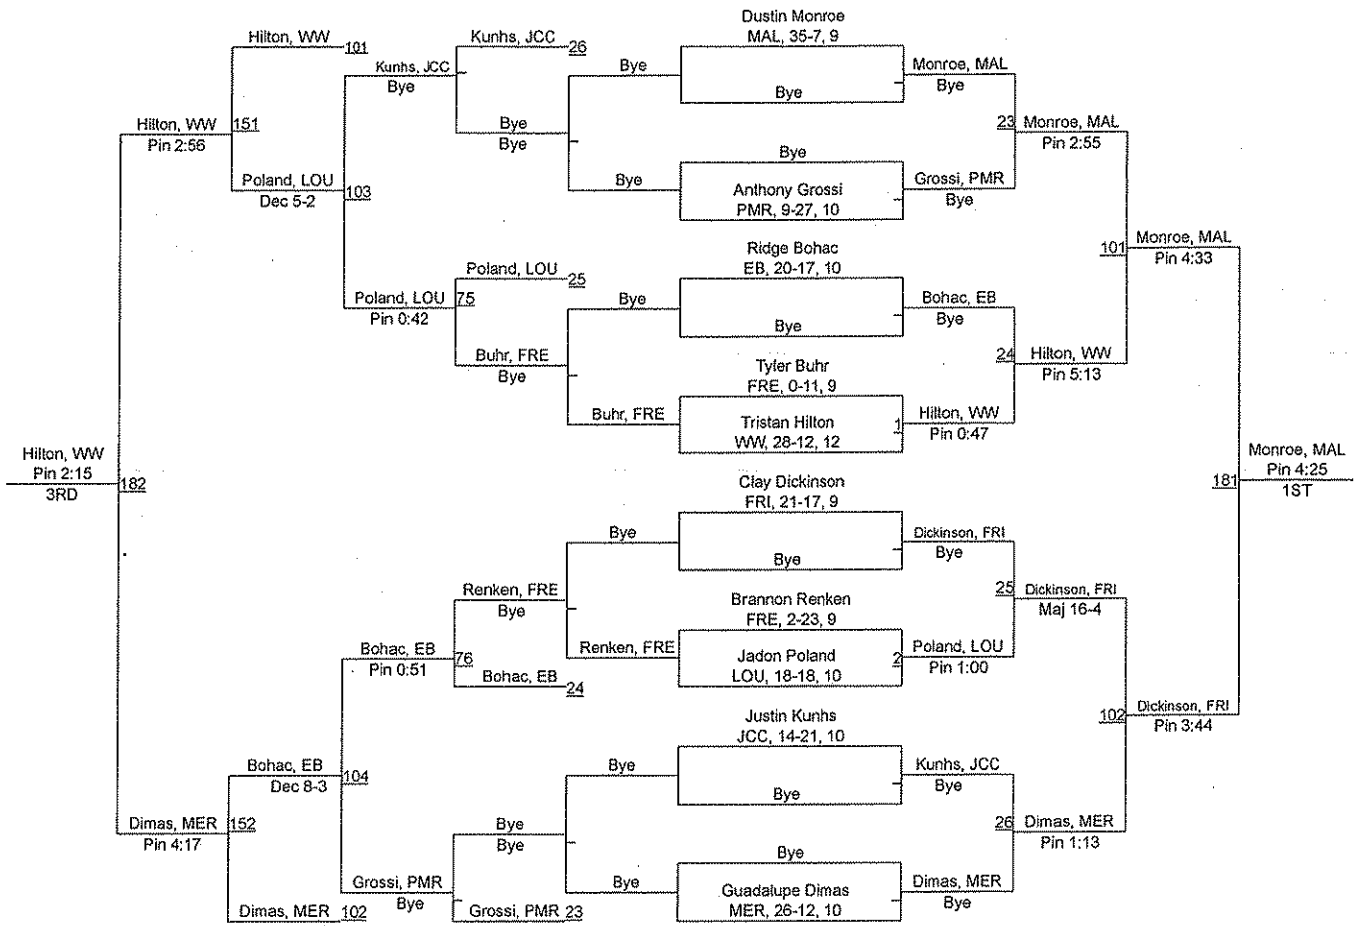 Dustin Monroe
MAL, 35-7, 9
Hilton, WW
101
Kunhs, JCC
26
Kunhs, JCC
Bye
Bye
Monroe, MAL
Bye
Bye
Hilton, WW
151
Pin 2:56
Bye
Bye
23
Monroe, MAL
Pin 2:55
Bye
Poland, LOU
103
Dec 5-2
Bye
Anthony Grossi
PMR, 9-27, 10
Grossi, PMR
Bye
Ridge Bohac
EB, 20-17, 10
101
Monroe, MAL
Pin 4:33
Poland, LOU
25
Poland, LOU
75
Pin 0:42
Bye
Bohac, EB
Bye
Bye
Buhr, FRE
Bye
24
Hilton, WW
Pin 5:13
Tyler Buhr
FRE, 0-11, 9
Buhr, FRE
Tristan Hilton
WW, 28-12, 12
1
Hilton, WW
Pin 0:47
Hilton, WW
Pin 2:15
3RD
182
Monroe, MAL
Pin 4:25
1ST
181
Clay Dickinson
FRI, 21-17, 9
Bye
Dickinson, FRI
Bye
Bye
Renken, FRE
Bye
25
Dickinson, FRI
Maj 16-4
Brannon Renken
FRE, 2-23, 9
Bohac, EB
76
Pin 0:51
Renken, FRE
Jadon Poland
LOU, 18-18, 10
2
Poland, LOU
Pin 1:00
Bohac, EB
24
102
Dickinson, FRI
Pin 3:44
Justin Kunhs
JCC, 14-21, 10
Bohac, EB
104
Dec 8-3
Bye
Kunhs, JCC
Bye
Bye
Dimas, MER
152
Pin 4:17
Bye
Bye
26
Dimas, MER
Pin 1:13
Bye
Grossi, PMR
Bye
Bye
Guadalupe Dimas
MER, 26-12, 10
Dimas, MER
Bye
Dimas, MER
102
Grossi, PMR
23